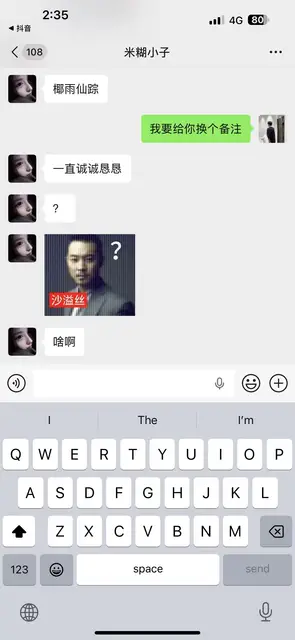 2:35
4G
80
抖音
108
米糊小子
椰雨仙踪
我要给你换个备注
一直诚诚恳恳
?
?
沙溢丝
啥啊
I The I'm
Q W E R T Y U I O P
A S D F G H J K L
Z X C V B N M
123 space send